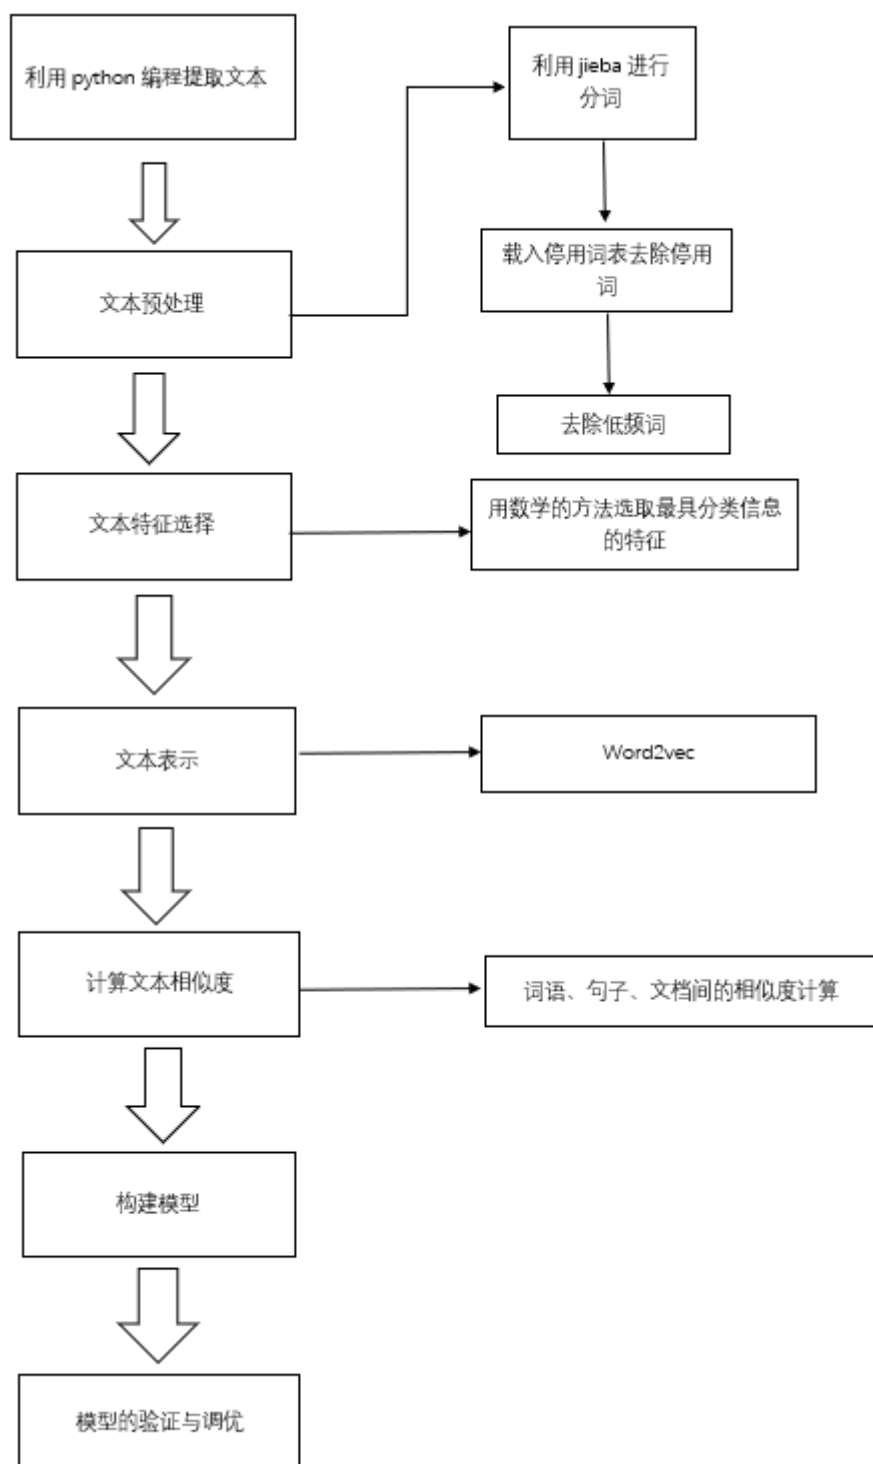 利用 python 编程提取文本
利用 jieba 进行
分词
文本预处理
载入停用词表去除停用
词
去除低频词
文本特征选择
用数学的方法选取最具分类信息
的特征
文本表示
Word2vec
计算文本相似度
词语、句子、文档间的相似度计算
构建模型
模型的验证与调优